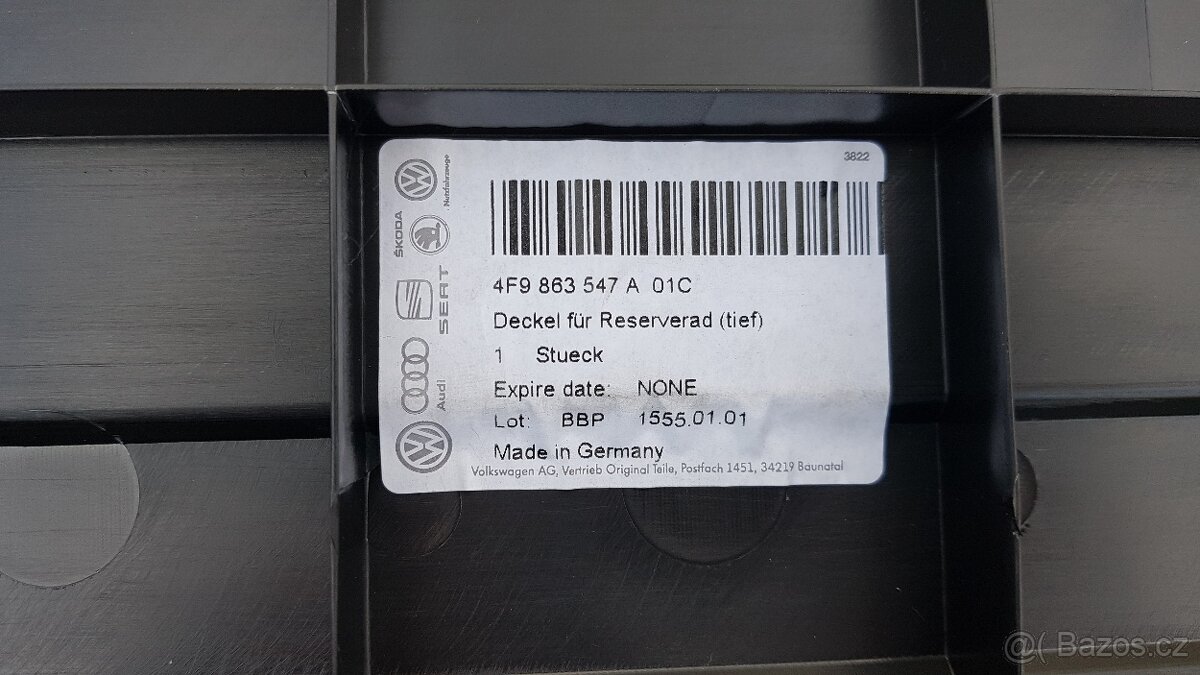 3822
Nutzfahrzeuge
ŠKODA
SEAT
Audi
4F9 863 547 A 01C
Deckel für Reserverad (tief)
1 Stueck
Expire date: NONE
Lot: BBP 1555.01.01
Made in Germany
Volkswagen AG, Vertrieb Original Teile, Postfach 1451, 34219 Baunatal
Bazos.cz